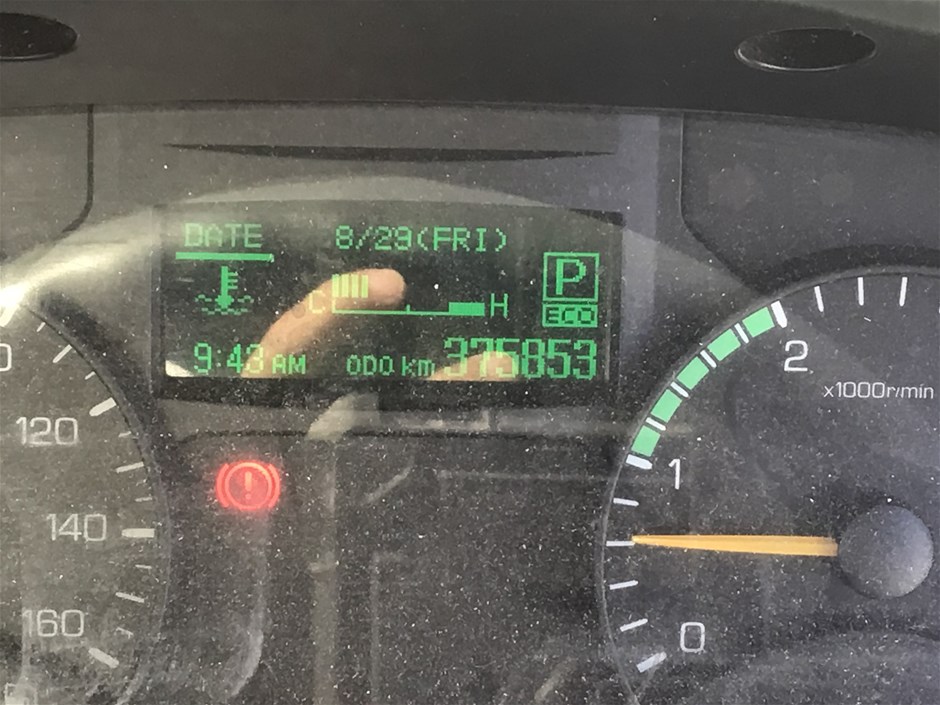 DATE 8/29(FRI)
P
C H
ECO
9:43 AM ODO km 375853
120
140
160
2
x1000r/min
1
0